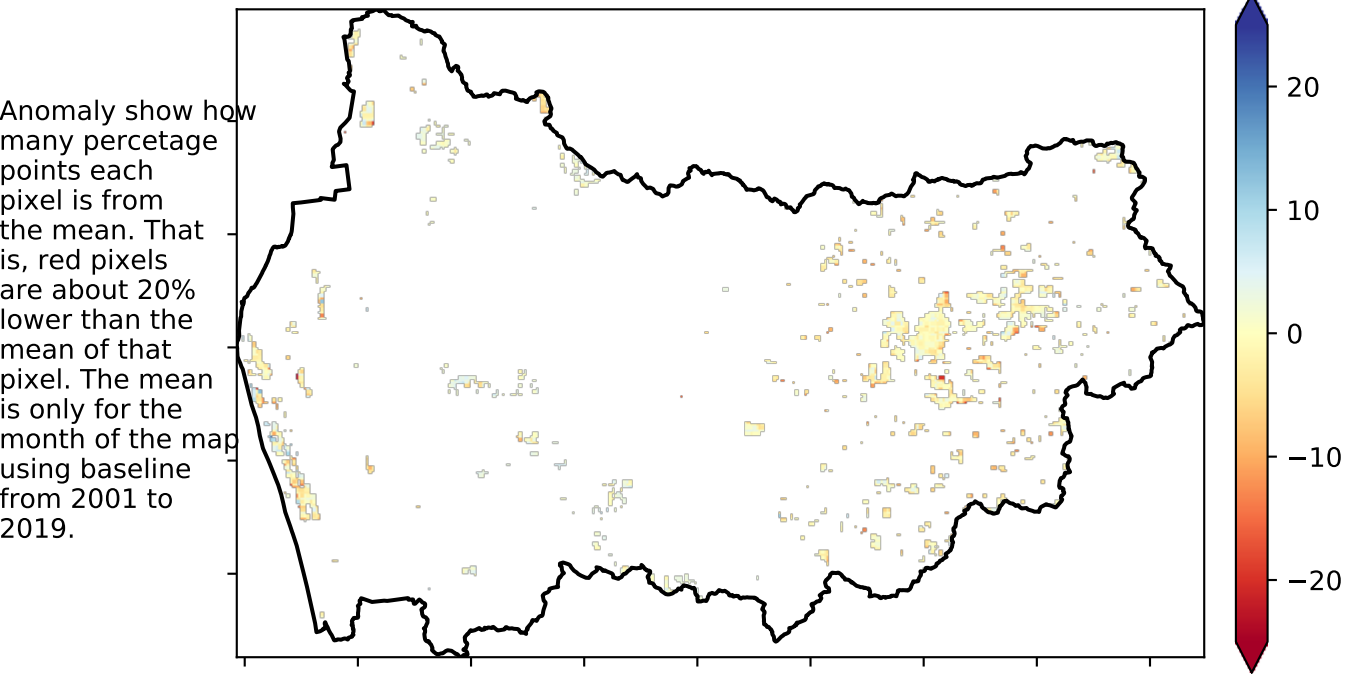 Anomaly show how
many percetage
points each
pixel is from
the mean. That
is, red pixels
are about 20%
lower than the
mean of that
pixel. The mean
is only for the
month of the map
using baseline
from 2001 to
2019.
20
10
0
−10
−20